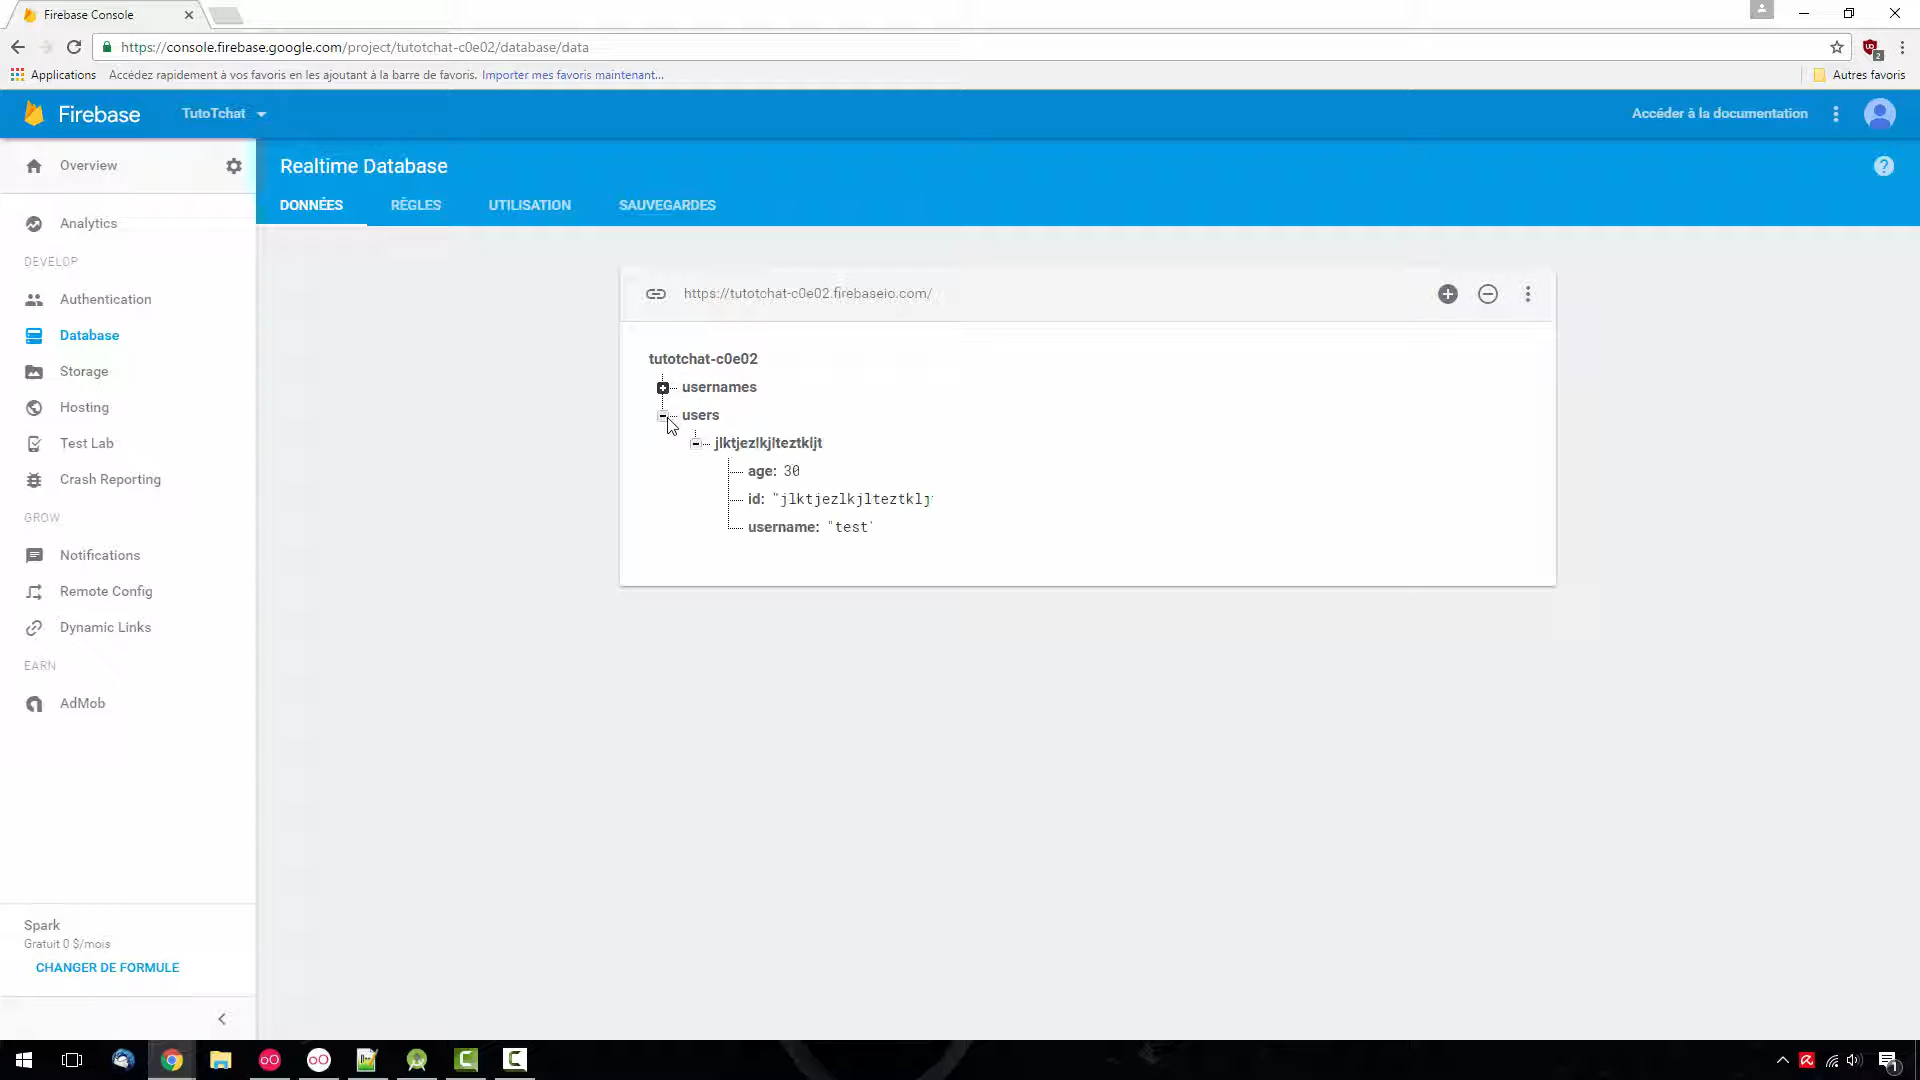 Firebase Console
https://console.firebase.google.com/project/tutotchat-c0e02/database/data
Applications Accédez rapidement à vos favoris en les ajoutant à la barre de favoris. Importer mes favoris maintenant... Autres favoris
Firebase TutoTchat Accéder à la documentation
Overview
Realtime Database
DONNÉES RÈGLES UTILISATION SAUVEGARDES
Analytics
DEVELOP
Authentication
Database
Storage
Hosting
Test Lab
Crash Reporting
GROW
Notifications
Remote Config
Dynamic Links
EARN
AdMob
Spark
Gratuit 0 $/mois
CHANGER DE FORMULE
https://tutotchat-c0e02.firebaseio.com/
tutotchat-c0e02
usernames
users
jlktjezlkjlteztkljt
age: 30
id: "jlktjezlkjlteztklj
username: "test"